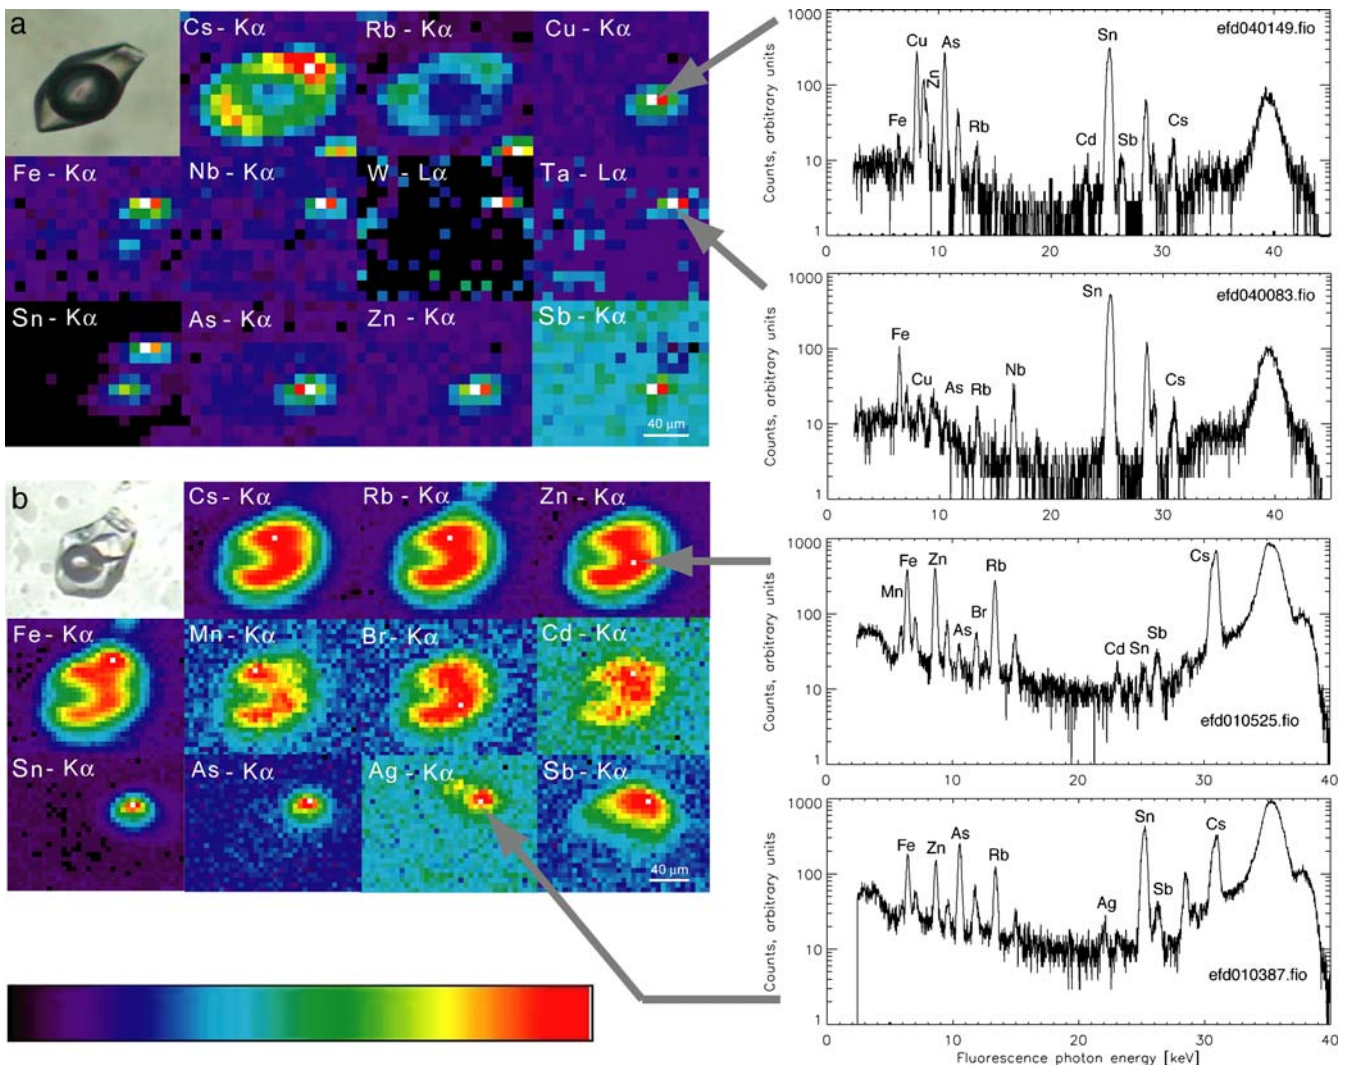 a
Cs - Kα
Rb - Kα
Cu - Kα
Fe - Kα
Nb - Kα
W - Lα
Ta - Lα
Sn - Kα
As - Kα
Zn - Kα
Sb - Kα
40 µm
b
Cs - Kα
Rb - Kα
Zn - Kα
Fe - Kα
Mn - Kα
Br - Kα
Cd - Kα
Sn - Kα
As - Kα
Ag - Kα
Sb - Kα
40 µm
efd040149.fio
Counts, arbitrary units
1000
100
10
1
Fe
Cu
Zn
As
Rb
Cd
Sn
Sb
Cs
10 20 30 40
efd040083.fio
Counts, arbitrary units
1000
100
10
1
Fe
Cu
As
Rb
Nb
Sn
Cs
10 20 30 40
Counts, arbitrary units
1000
100
10
1
Mn
Fe
Zn
As
Br
Rb
Cd
Sn
Sb
Cs
efd010525.fio
10 20 30 40
Counts, arbitrary units
1000
100
10
1
Fe
Zn
As
Rb
Ag
Sn
Sb
Cs
efd010387.fio
10 20 30 40
Fluorescence photon energy [keV]